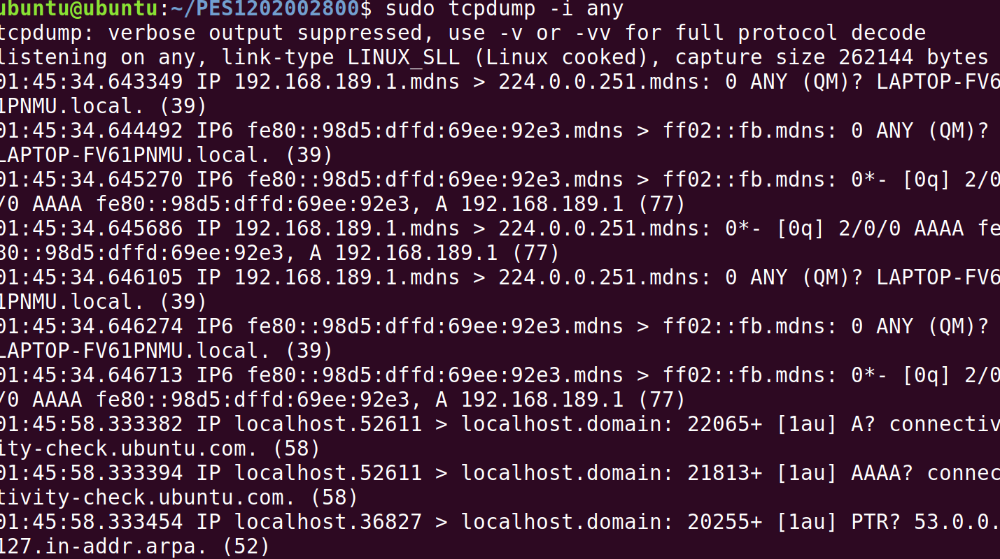 ubuntu@ubuntu:~/PES1202002800$ sudo tcpdump -i any
tcpdump: verbose output suppressed, use -v or -vv for full protocol decode
listening on any, link-type LINUX_SLL (Linux cooked), capture size 262144 bytes
01:45:34.643349 IP 192.168.189.1.mdns > 224.0.0.251.mdns: 0 ANY (QM)? LAPTOP-FV6
1PNMU.local. (39)
01:45:34.644492 IP6 fe80::98d5:dffd:69ee:92e3.mdns > ff02::fb.mdns: 0 ANY (QM)?
LAPTOP-FV61PNMU.local. (39)
01:45:34.645270 IP6 fe80::98d5:dffd:69ee:92e3.mdns > ff02::fb.mdns: 0*- [0q] 2/0
/0 AAAA fe80::98d5:dffd:69ee:92e3, A 192.168.189.1 (77)
01:45:34.645686 IP 192.168.189.1.mdns > 224.0.0.251.mdns: 0*- [0q] 2/0/0 AAAA fe
80::98d5:dffd:69ee:92e3, A 192.168.189.1 (77)
01:45:34.646105 IP 192.168.189.1.mdns > 224.0.0.251.mdns: 0 ANY (QM)? LAPTOP-FV6
1PNMU.local. (39)
01:45:34.646274 IP6 fe80::98d5:dffd:69ee:92e3.mdns > ff02::fb.mdns: 0 ANY (QM)?
LAPTOP-FV61PNMU.local. (39)
01:45:34.646713 IP6 fe80::98d5:dffd:69ee:92e3.mdns > ff02::fb.mdns: 0*- [0q] 2/0
/0 AAAA fe80::98d5:dffd:69ee:92e3, A 192.168.189.1 (77)
01:45:58.333382 IP localhost.52611 > localhost.domain: 22065+ [1au] A? connectiv
ity-check.ubuntu.com. (58)
01:45:58.333394 IP localhost.52611 > localhost.domain: 21813+ [1au] AAAA? connec
tivity-check.ubuntu.com. (58)
01:45:58.333454 IP localhost.36827 > localhost.domain: 20255+ [1au] PTR? 53.0.0.
127.in-addr.arpa. (52)